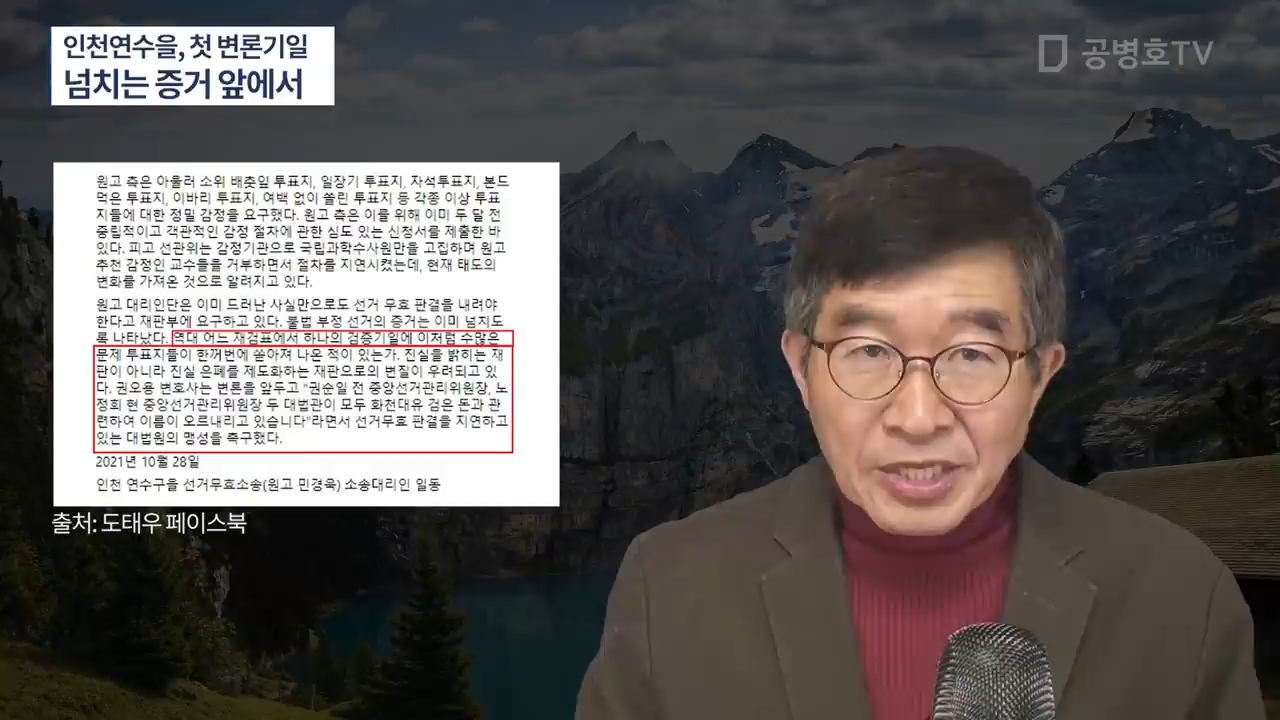 인천연수을, 첫 변론기일
넘치는 증거 앞에서
공병호TV
원고 측은 아울러 소위 배춧잎 투표지, 일장기 투표지, 자석투표지, 본드
먹은 투표지, 이바리 투표지, 여백 없이 쏠린 투표지 등 각종 이상 투표
지들에 대한 정밀 감정을 요구했다. 원고 측은 이를 위해 이미 두 달 전
중립적이고 객관적인 감정 절차에 관한 심도 있는 신청서를 제출한 바
있다. 피고 선관위는 감정기관으로 국립과학수사원만을 고집하며 원고
추천 감정인 교수들을 거부하면서 절차를 지연시켰는데, 현재 태도의
변화를 가져온 것으로 알려지고 있다.
원고 대리인단은 이미 드러난 사실만으로도 선거 무효 판결을 내려야
한다고 재판부에 요구하고 있다. 불법 부정 선거의 증거는 이미 넘치도
록 나타났다. 역대 어느 재검표에서 하나의 검증기일에 이처럼 수많은
문제 투표지들이 한꺼번에 쏟아져 나온 적이 있는가. 진실을 밝히는 재
판이 아니라 진실 은폐를 제도화하는 재판으로의 변질이 우려되고 있
다. 권오용 변호사는 변론을 앞두고 "권순일 전 중앙선거관리위원장, 노
정희 현 중앙선거관리위원장 두 대법관이 모두 화천대유 검은 돈과 관
련하여 이름이 오르내리고 있습니다"라면서 선거무효 판결을 지연하고
있는 대법원의 맹성을 촉구했다.
2021년 10월 28일
인천 연수구을 선거무효소송(원고 민경욱) 소송대리인 일동
출처: 도태우 페이스북